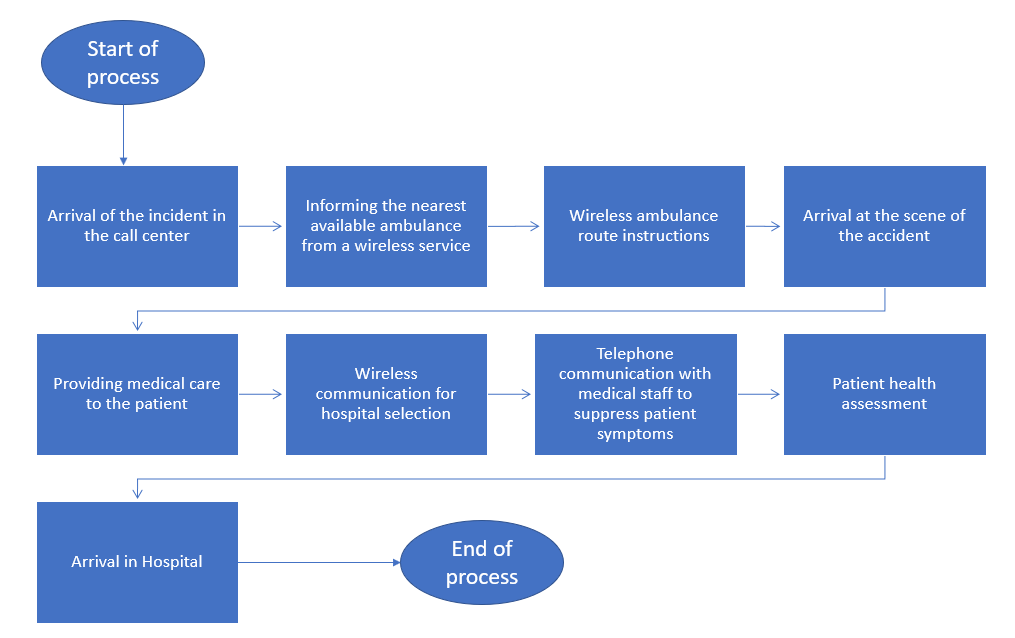 Start of
process
Arrival of the incident in
the call center
Informing the nearest
available ambulance
from a wireless service
Wireless ambulance
route instructions
Arrival at the scene of
the accident
Providing medical care
to the patient
Wireless
communication for
hospital selection
Telephone
communication with
medical staff to
suppress patient
symptoms
Patient health
assessment
Arrival in Hospital
End of
process